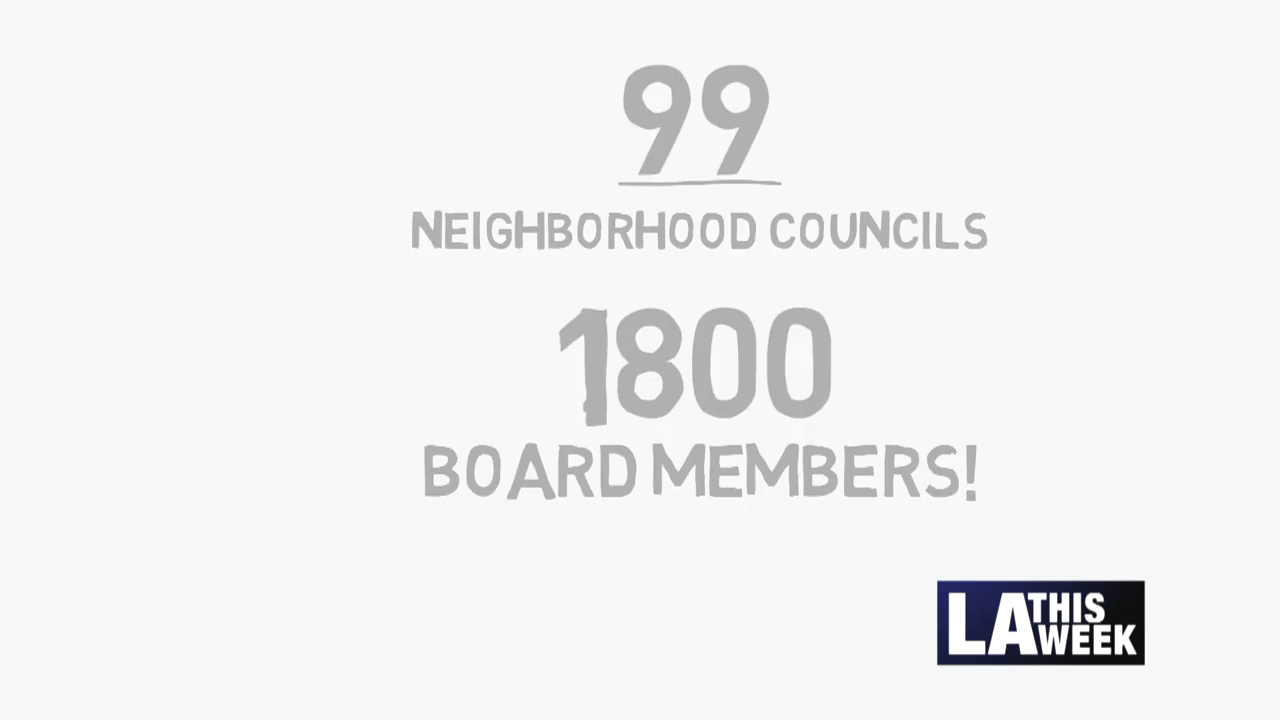 99
NEIGHBORHOOD COUNCILS
1800
BOARD MEMBERS!
LA THIS WEEK